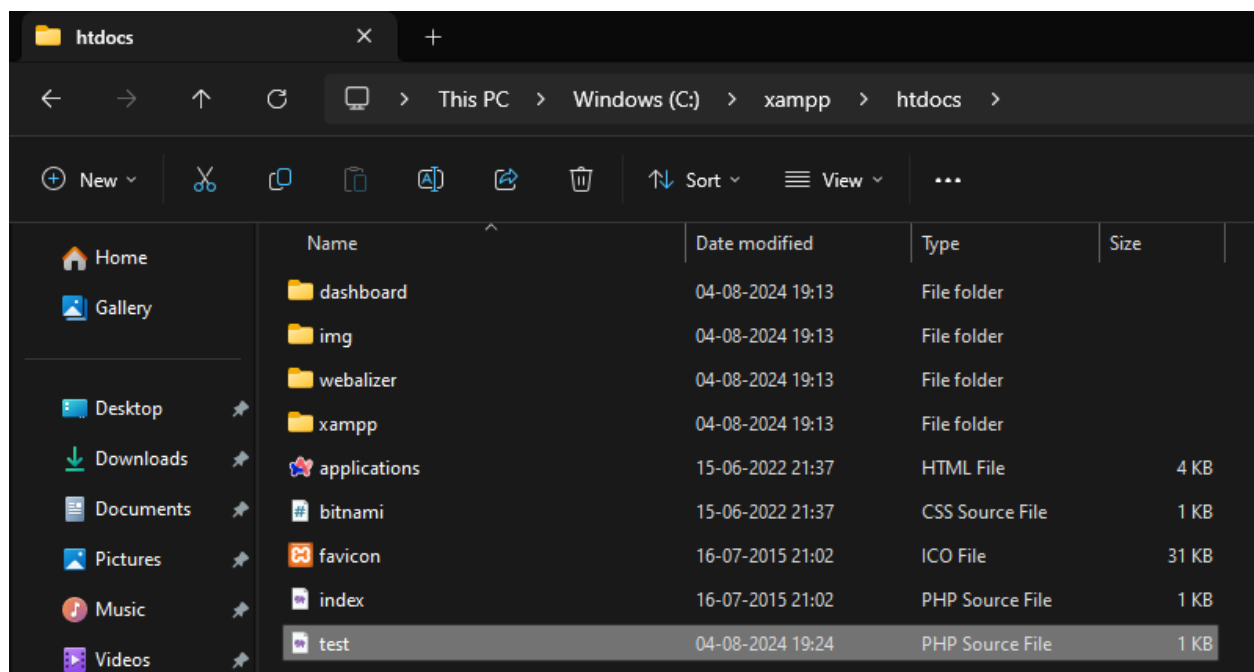 htdocs
This PC > Windows (C:) > xampp > htdocs >
New Sort View
Name Date modified Type Size
Home
Gallery
Desktop
Downloads
Documents
Pictures
Music
Videos
dashboard 04-08-2024 19:13 File folder
img 04-08-2024 19:13 File folder
webalizer 04-08-2024 19:13 File folder
xampp 04-08-2024 19:13 File folder
applications 15-06-2022 21:37 HTML File 4 KB
bitnami 15-06-2022 21:37 CSS Source File 1 KB
favicon 16-07-2015 21:02 ICO File 31 KB
index 16-07-2015 21:02 PHP Source File 1 KB
test 04-08-2024 19:24 PHP Source File 1 KB